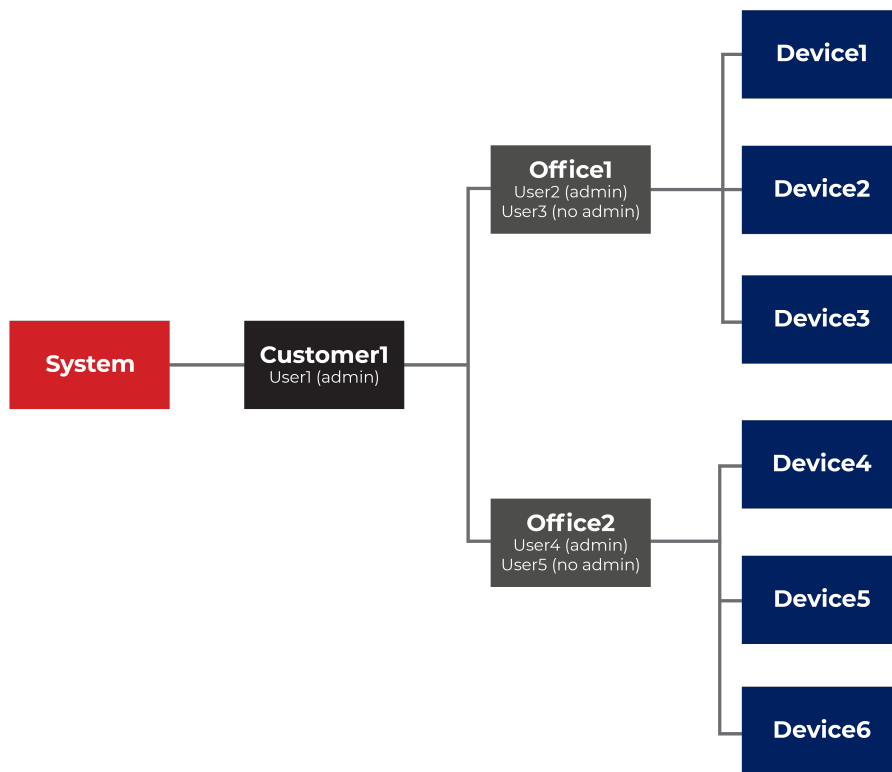 System
Customer1
User1 (admin)
Office1
User2 (admin)
User3 (no admin)
Device1
Device2
Device3
Office2
User4 (admin)
User5 (no admin)
Device4
Device5
Device6